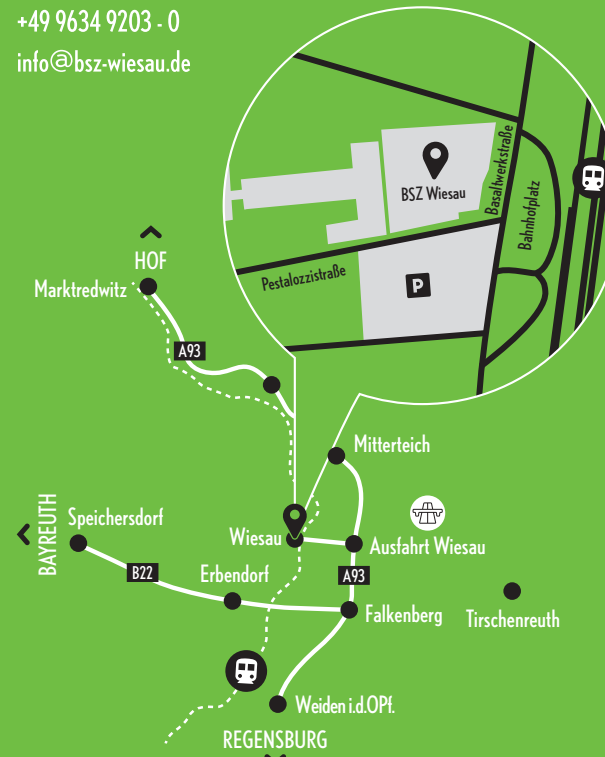 +49 9634 9203 - 0
info@bsz-wiesau.de
BSZ Wiesau
Basaltwerkstraße
Bahnhofplatz
Pestalozzistraße
P
HOF
Marktredwitz
A93
Mitterteich
BAYREUTH
Speichersdorf
Wiesau
Ausfahrt Wiesau
B22
Erbendorf
A93
Falkenberg
Tirschenreuth
Weiden i.d.OPf.
REGENSBURG